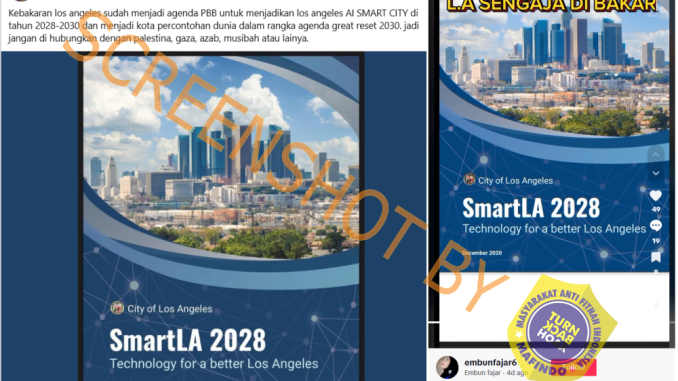 Kebakaran los angeles sudah menjadi agenda PBB untuk menjadikan los angeles AI SMART CITY di
tahun 2028-2030 dan menjadi kota percontohan dunia dalam rangka agenda great reset 2030. jadi
jangan di hubungkan dengan palestina, gaza, azab, musibah atau lainya.
City of Los Angeles
SmartLA 2028
Technology for a better Los Angeles
L.A SENGAJA DI BAKAR
City of Los Angeles
SmartLA 2028
Technology for a better Los Angeles
December 2020
49
19
embunfajar6
Embun fajar · 4d ago
Follow
SCREENSHOT BY
MASYARAKAT ANTI FITNAH INDONESIA
TURN
BACK
HOAX
MAFINDO